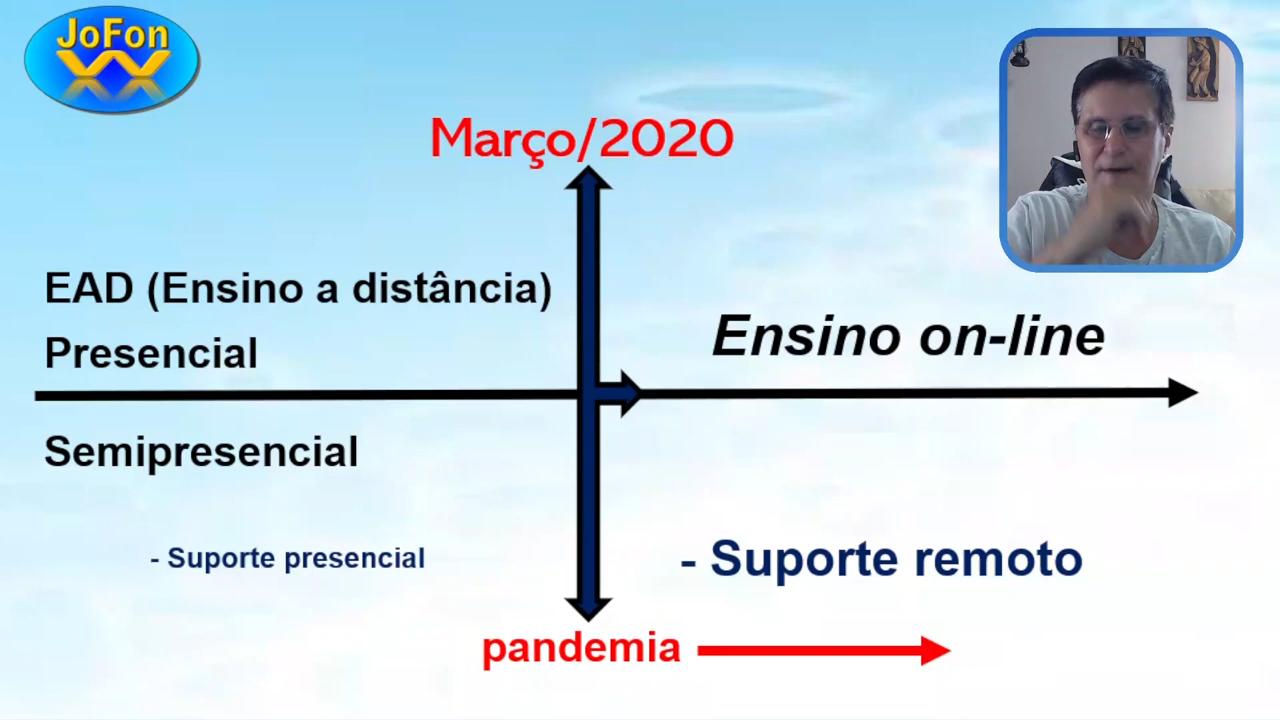 JoFon
Março/2020
EAD (Ensino a distância)
Presencial
Ensino on-line
Semipresencial
- Suporte presencial
- Suporte remoto
pandemia